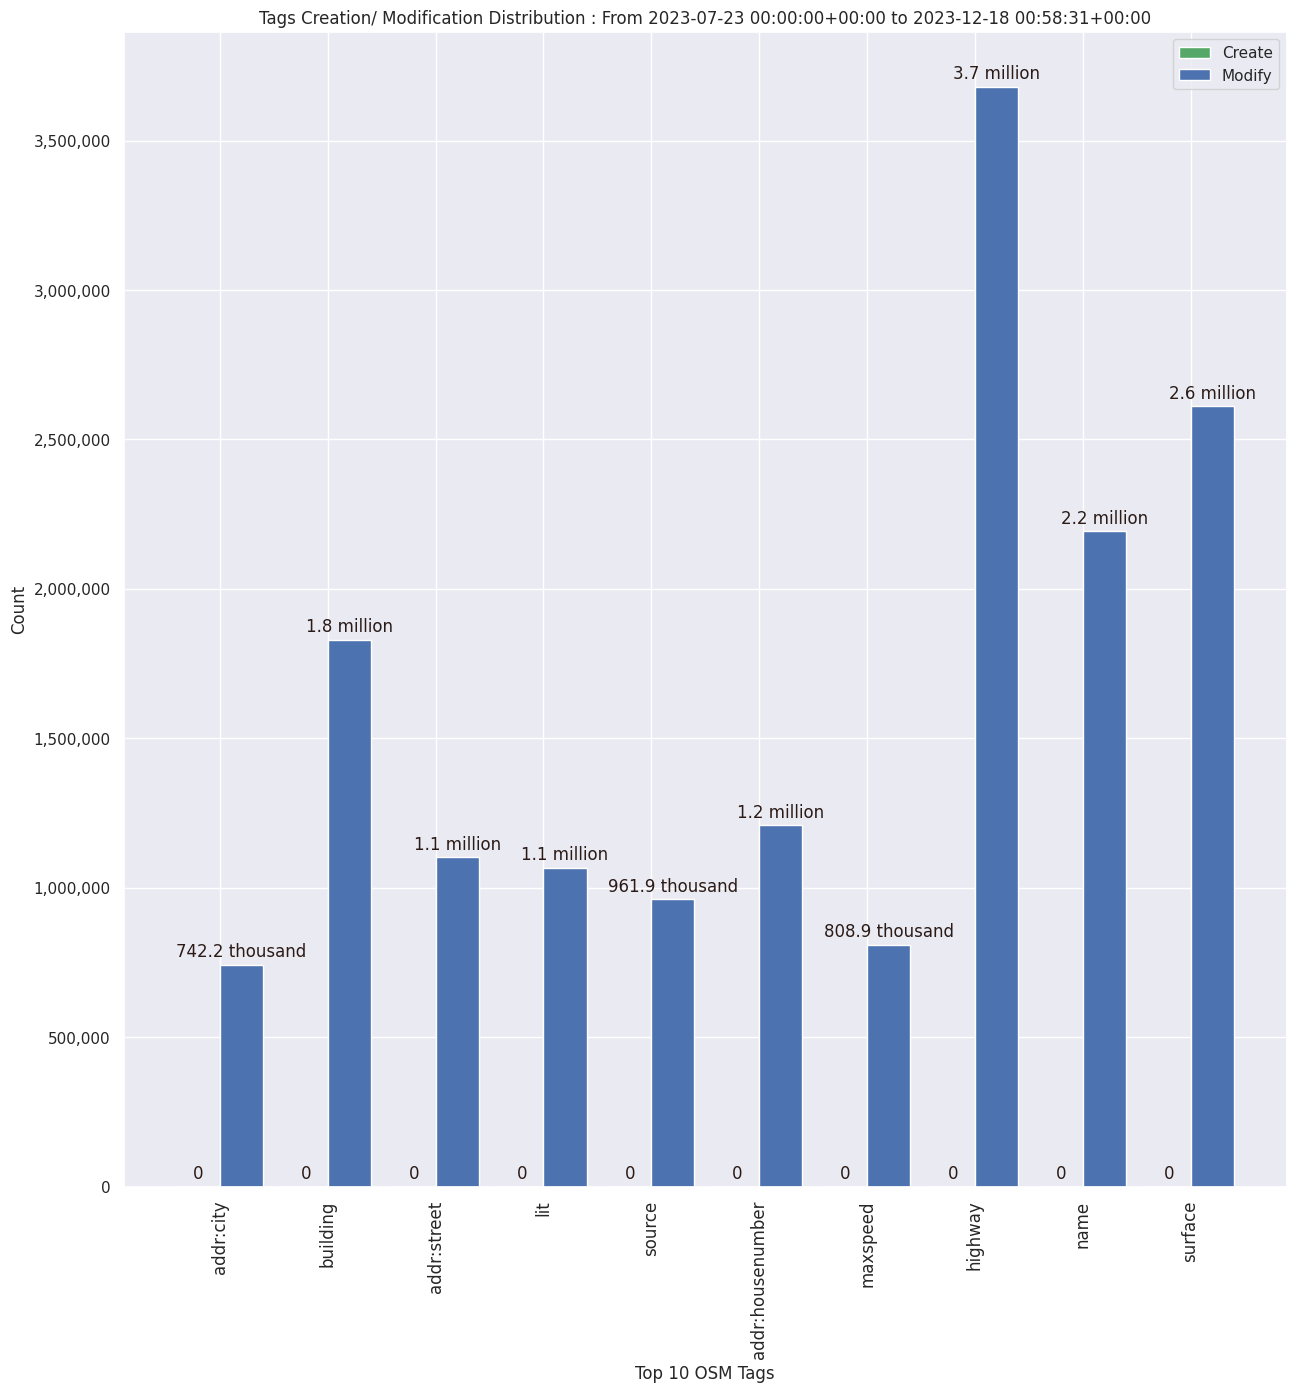 Tags Creation/ Modification Distribution : From 2023-07-23 00:00:00+00:00 to 2023-12-18 00:58:31+00:00
Create
Modify
3.7 million
3,500,000
3,000,000
2.6 million
2,500,000
2.2 million
2,000,000
1.8 million
1,500,000
1.2 million
1.1 million
1.1 million
1,000,000
961.9 thousand
808.9 thousand
742.2 thousand
500,000
0 0 0 0 0 0 0 0 0 0
0
Count
addr:city
building
addr:street
lit
source
addr:housenumber
maxspeed
highway
name
surface
Top 10 OSM Tags